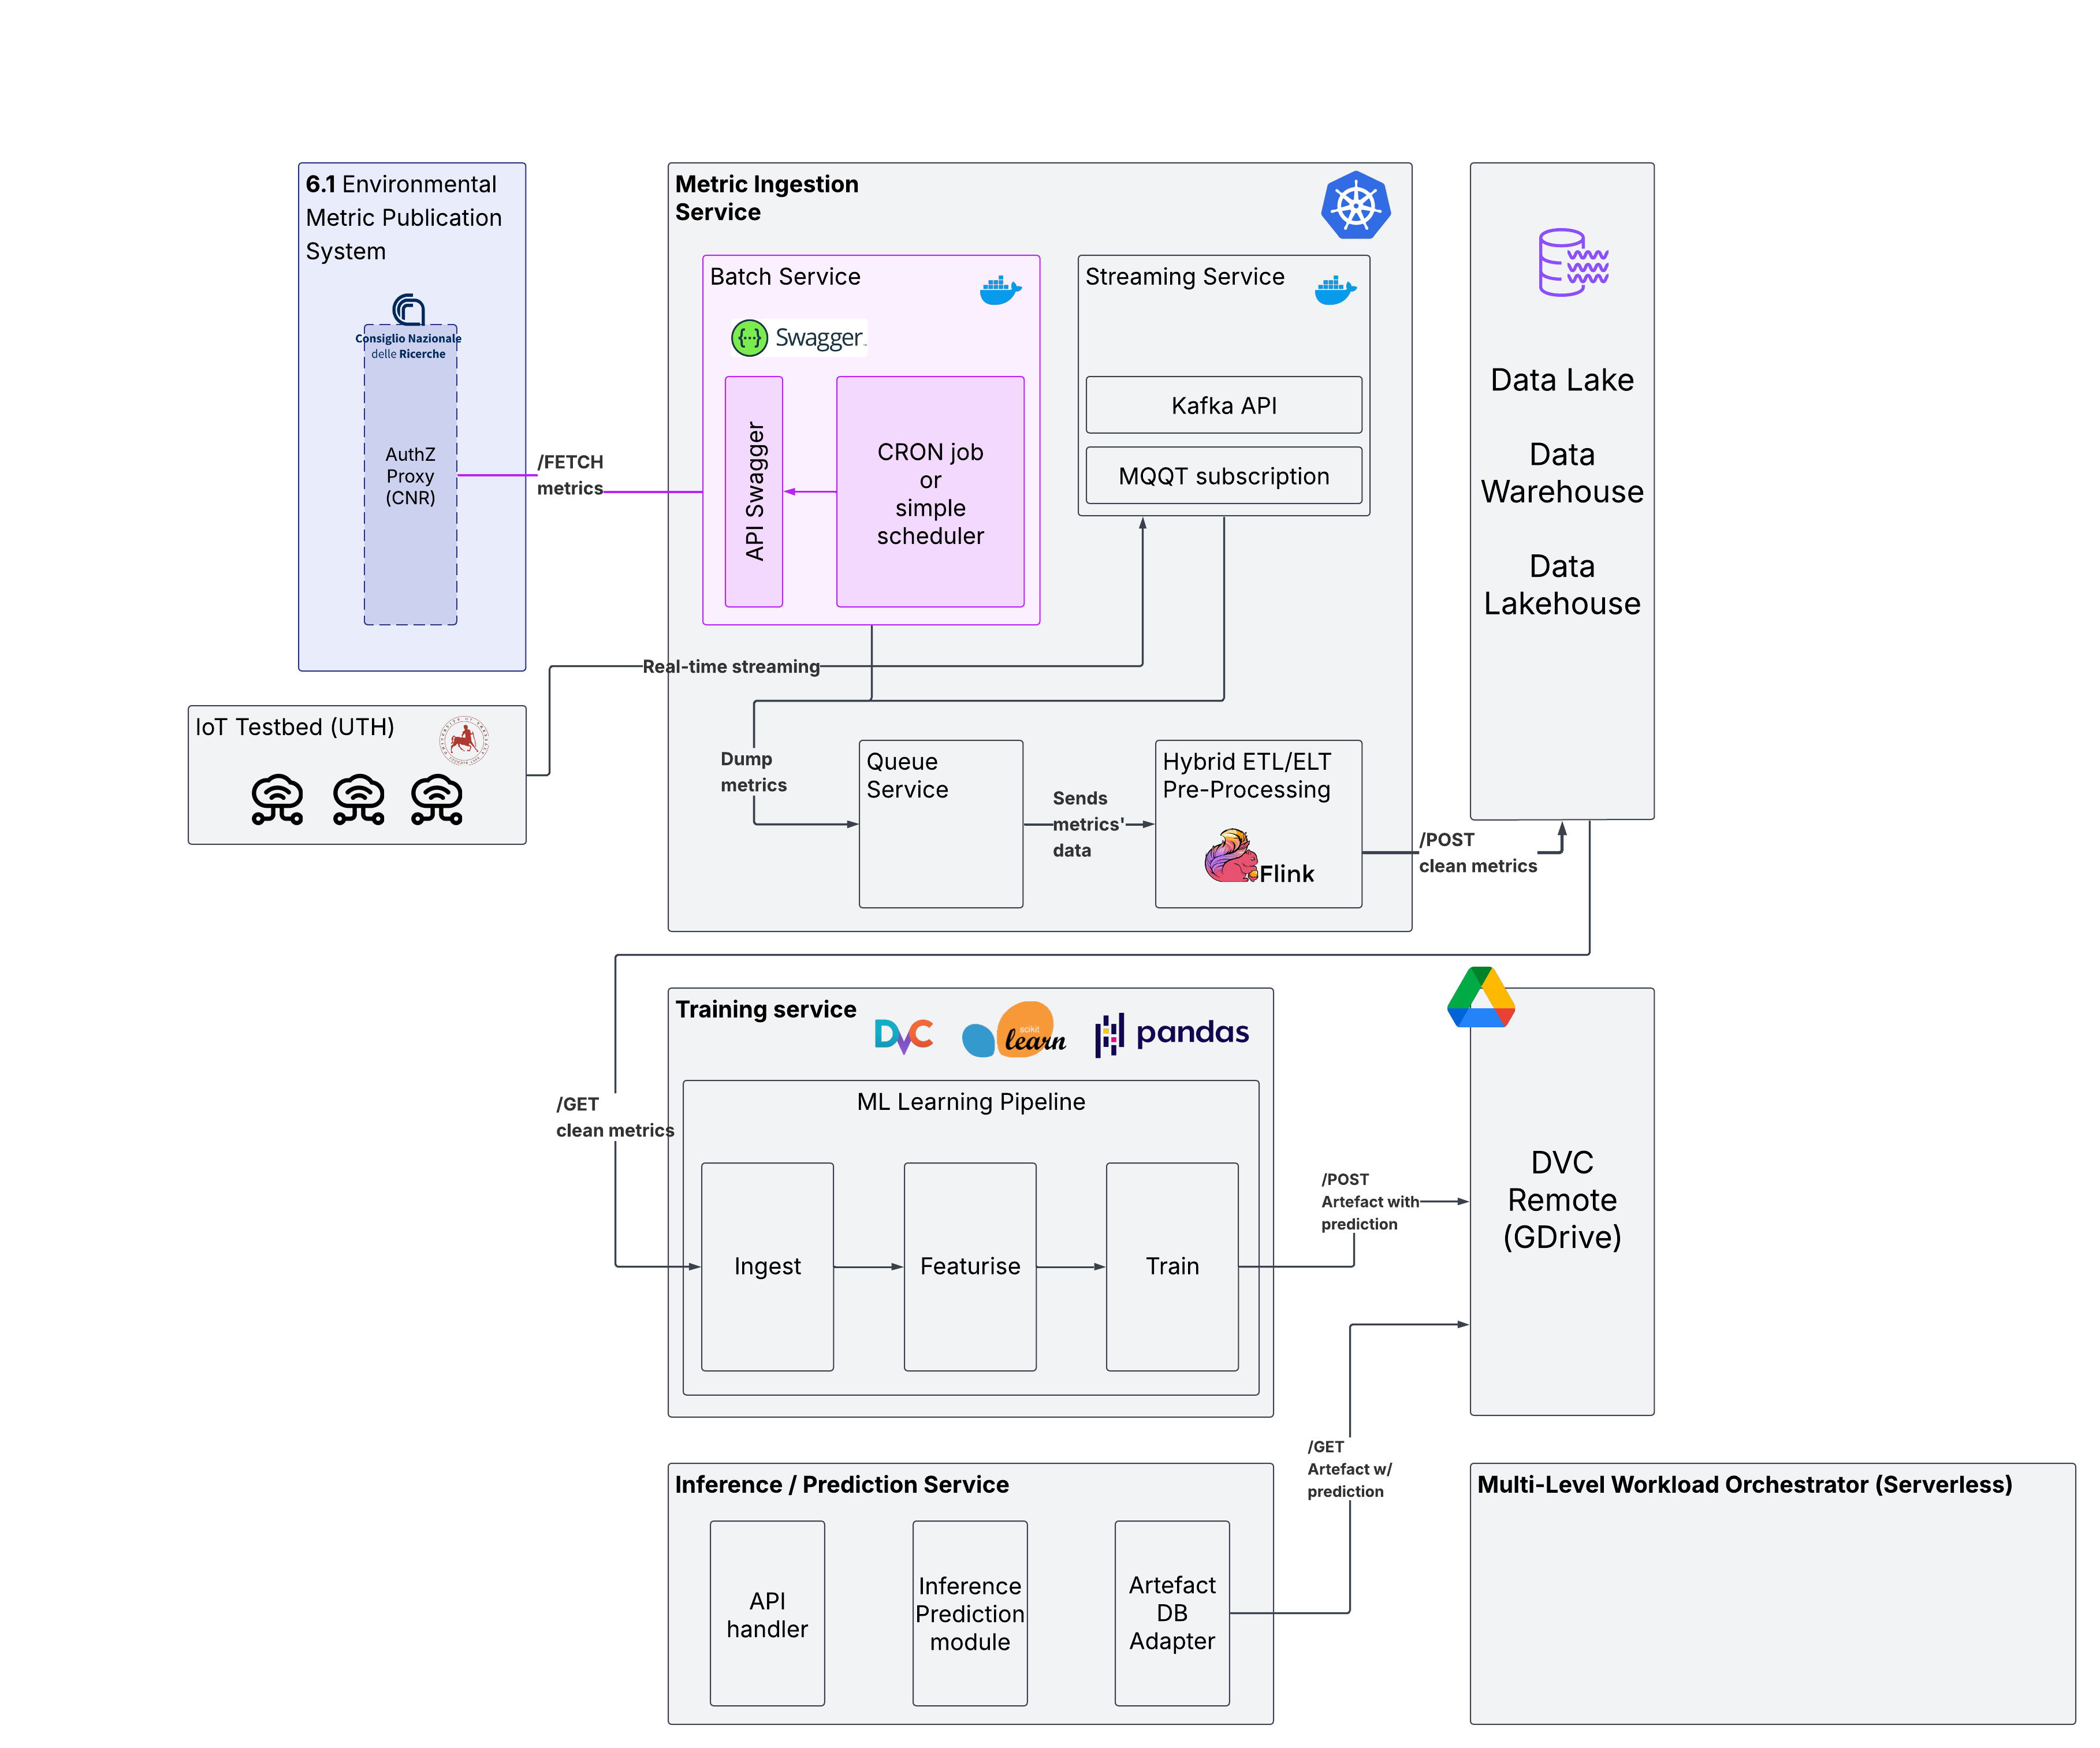 6.1 Environmental
Metric Publication
System
Consiglio Nazionale
delle Ricerche
AuthZ
Proxy
(CNR)
/FETCH
metrics
Metric Ingestion
Service
Batch Service
Swagger
API Swagger
CRON job
or
simple
scheduler
Streaming Service
Kafka API
MQQT subscription
Data Lake
Data
Warehouse
Data
Lakehouse
Real-time streaming
IoT Testbed (UTH)
Dump
metrics
Queue
Service
Sends
metrics'
data
Hybrid ETL/ELT
Pre-Processing
Flink
/POST
clean metrics
Training service
DVC
scikit
learn
pandas
ML Learning Pipeline
/GET
clean metrics
Ingest
Featurise
Train
/POST
Artefact with
prediction
DVC
Remote
(GDrive)
/GET
Artefact w/
prediction
Inference / Prediction Service
API
handler
Inference
Prediction
module
Artefact
DB
Adapter
Multi-Level Workload Orchestrator (Serverless)